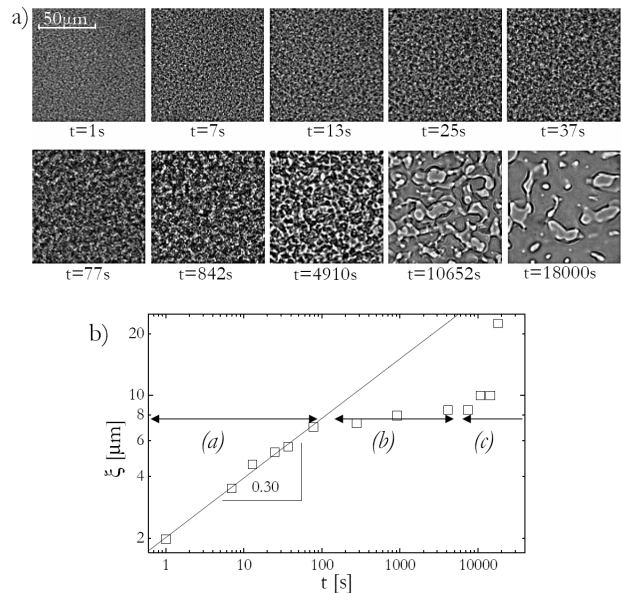 a)
50µm
t=1s t=7s t=13s t=25s t=37s
t=77s t=842s t=4910s t=10652s t=18000s
b)
20
10
8
6
4
2
ξ [µm]
(a) (b) (c)
0.30
1 10 100 1000 10000
t [s]